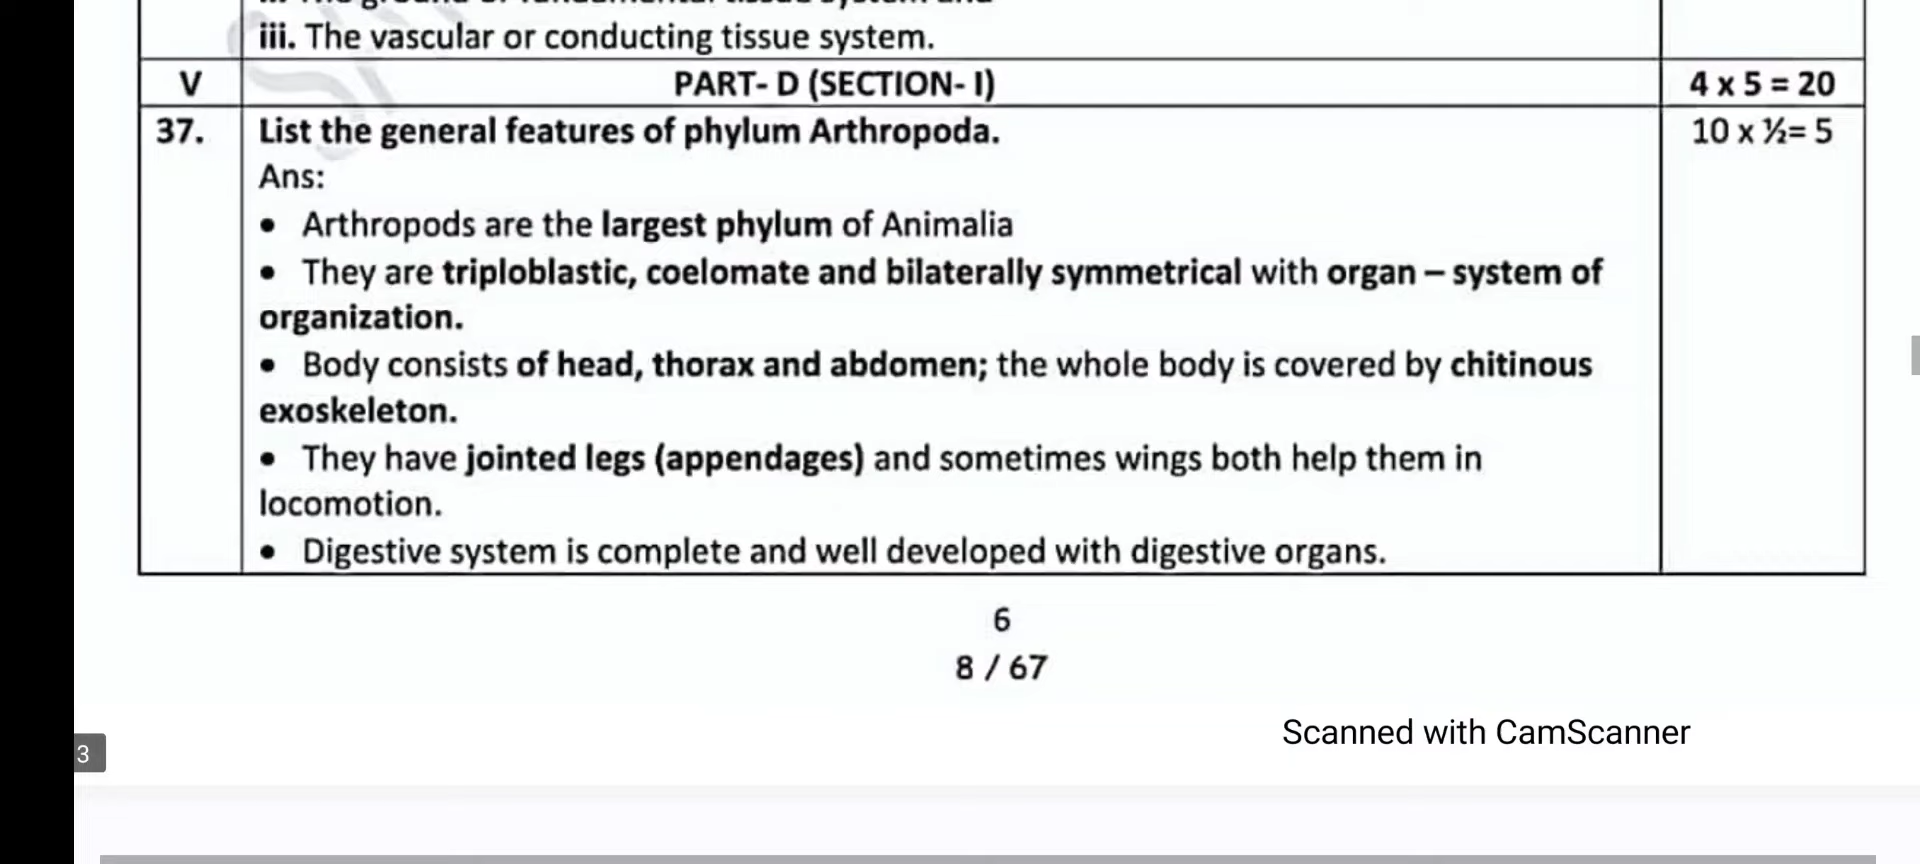 iii. The vascular or conducting tissue system.
V PART- D (SECTION- I) 4 x 5 = 20
37. List the general features of phylum Arthropoda. 10 x ½= 5
Ans:
• Arthropods are the largest phylum of Animalia
• They are triploblastic, coelomate and bilaterally symmetrical with organ – system of
organization.
• Body consists of head, thorax and abdomen; the whole body is covered by chitinous
exoskeleton.
• They have jointed legs (appendages) and sometimes wings both help them in
locomotion.
• Digestive system is complete and well developed with digestive organs.
6
8 / 67
Scanned with CamScanner
3